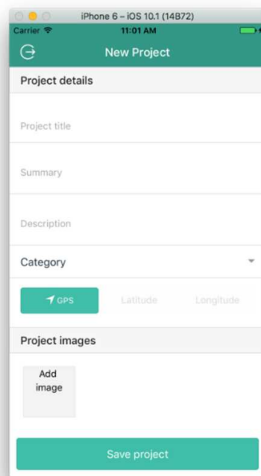 iPhone 6 – iOS 10.1 (14B72)
Carrier 11:01 AM
New Project
Project details
Project title
Summary
Description
Category
GPS Latitude Longitude
Project images
Add
image
Save project